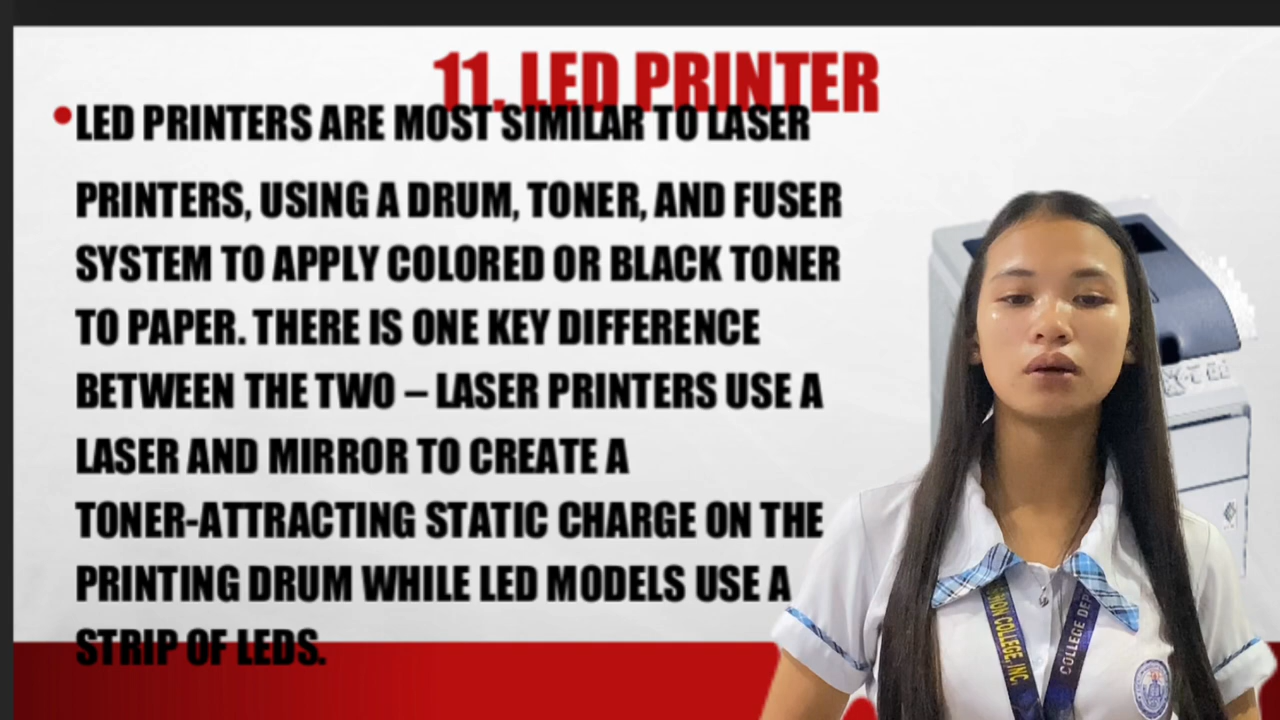 11. LED PRINTER
•LED PRINTERS ARE MOST SIMILAR TO LASER
PRINTERS, USING A DRUM, TONER, AND FUSER
SYSTEM TO APPLY COLORED OR BLACK TONER
TO PAPER. THERE IS ONE KEY DIFFERENCE
BETWEEN THE TWO – LASER PRINTERS USE A
LASER AND MIRROR TO CREATE A
TONER-ATTRACTING STATIC CHARGE ON THE
PRINTING DRUM WHILE LED MODELS USE A
STRIP OF LEDS.
COLLEGE, INC.
COLLEGE